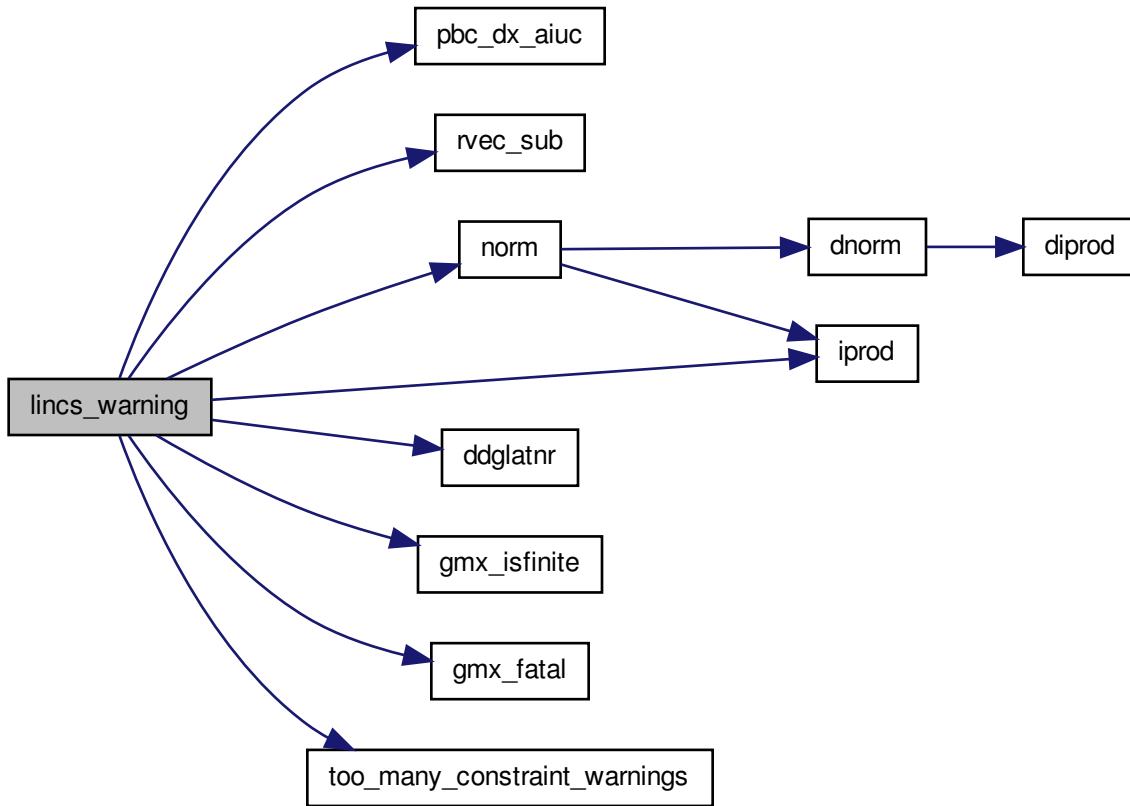 pbc_dx_aiuc
rvec_sub
norm
dnorm
diprod
iprod
lincs_warning
ddglatnr
gmx_isfinite
gmx_fatal
too_many_constraint_warnings